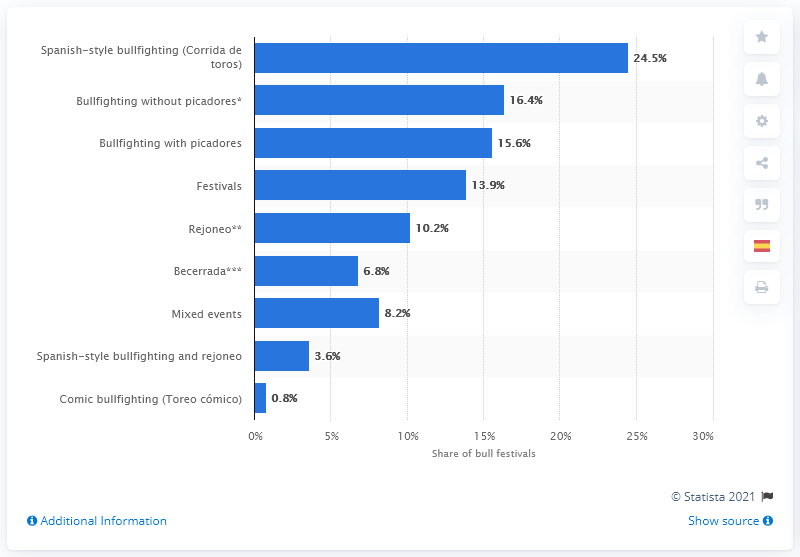 Spanish-style bullfighting (Corrida de
toros)
24.5%
Bullfighting without picadores*
16.4%
Bullfighting with picadores
15.6%
Festivals
13.9%
Rejoneo**
10.2%
Becerrada***
6.8%
Mixed events
8.2%
Spanish-style bullfighting and rejoneo
3.6%
Comic bullfighting (Toreo cómico)
0.8%
0% 5% 10% 15% 20% 25% 30%
Share of bull festivals
© Statista 2021
Additional Information
Show source